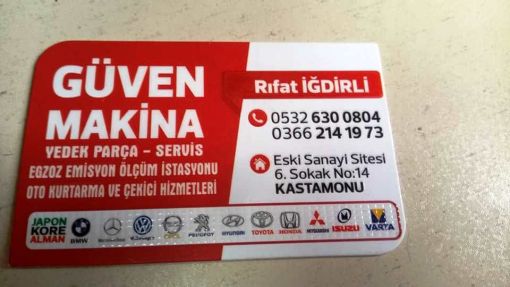 GÜVEN
MAKİNA
YEDEK PARÇA - SERVİS
EGZOZ EMİSYON ÖLÇÜM İSTASYONU
OTO KURTARMA VE ÇEKİCİ HİZMETLERİ
Rıfat İĞDİRLİ
0532 630 0804
0366 214 19 73
Eski Sanayi Sitesi
6. Sokak No:14
KASTAMONU
JAPON
KORE
ALMAN
BMW
PEUGEOT
HYUNDAI
TOYOTA
HONDA
MITSUBISHI
ISUZU
VARTA